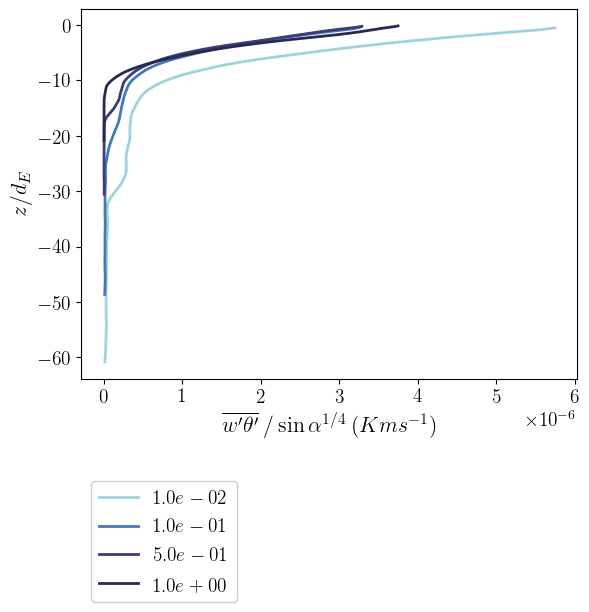 0
−10
−20
−30
−40
−50
−60
z/d_E
0 1 2 3 4 5 6
×10⁻⁶
\overline{w′θ′} / sin α^{1/4} (Kms⁻¹)
1.0e − 02
1.0e − 01
5.0e − 01
1.0e + 00